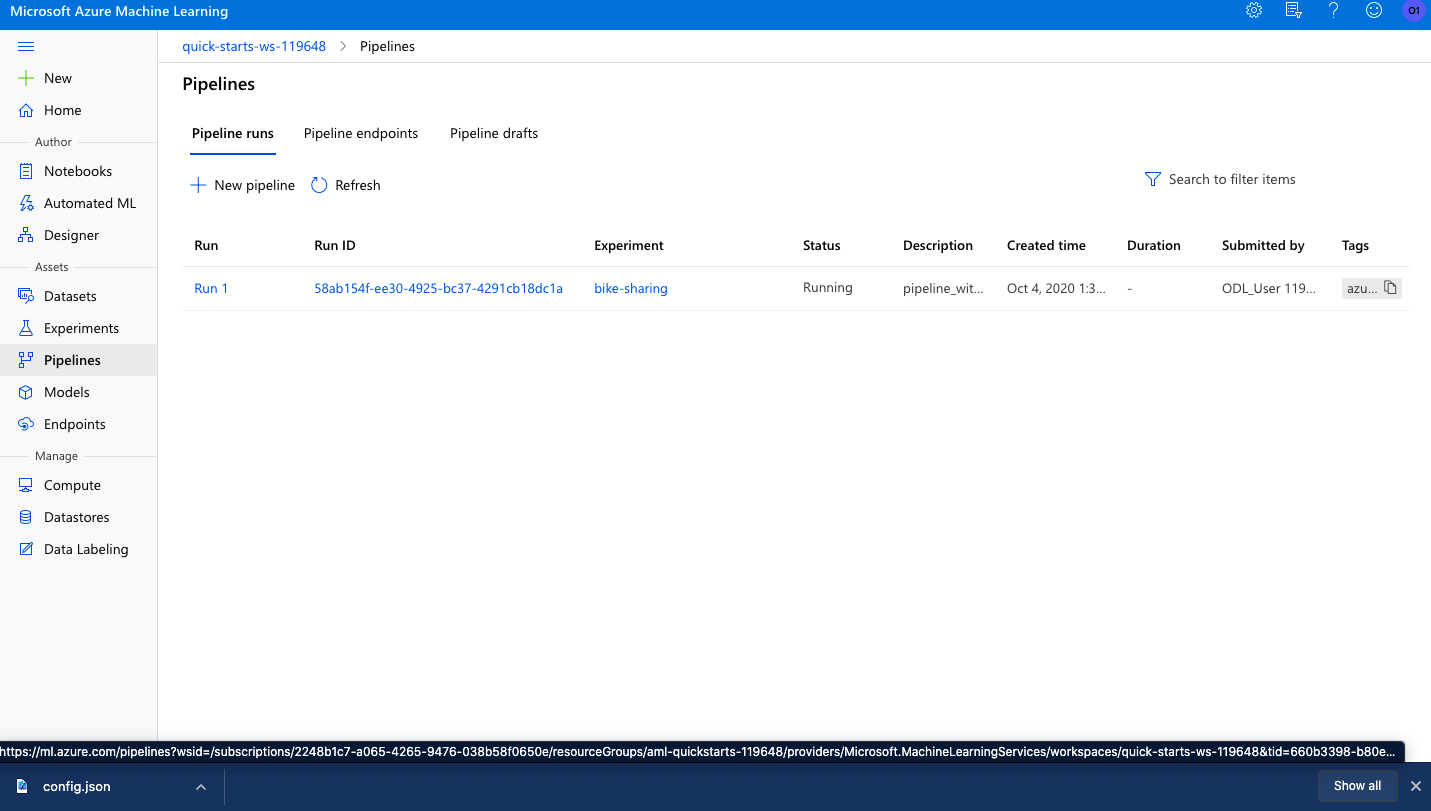 Microsoft Azure Machine Learning
O1
quick-starts-ws-119648 > Pipelines
New
Home
Author
Notebooks
Automated ML
Designer
Assets
Datasets
Experiments
Pipelines
Models
Endpoints
Manage
Compute
Datastores
Data Labeling
Pipelines
Pipeline runs Pipeline endpoints Pipeline drafts
New pipeline Refresh Search to filter items
Run Run ID Experiment Status Description Created time Duration Submitted by Tags
Run 1 58ab154f-ee30-4925-bc37-4291cb18dc1a bike-sharing Running pipeline_wit... Oct 4, 2020 1:3... - ODL_User 119... azu...
https://ml.azure.com/pipelines?wsid=/subscriptions/2248b1c7-a065-4265-9476-038b58f0650e/resourceGroups/aml-quickstarts-119648/providers/Microsoft.MachineLearningServices/workspaces/quick-starts-ws-119648&tid=660b3398-b80e...
config.json Show all